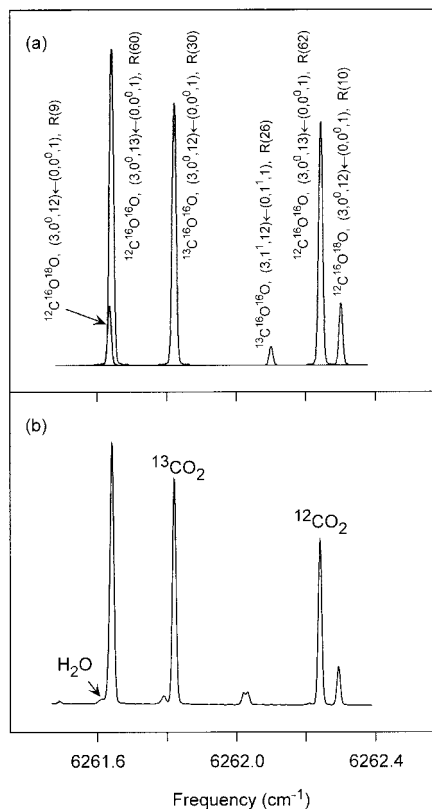 (a)
¹²C¹⁶O¹⁸O, (3,0⁰,12)←(0,0⁰,1), R(9)
¹²C¹⁶O¹⁶O, (3,0⁰,13)←(0,0⁰,1), R(60)
¹³C¹⁶O¹⁶O, (3,0⁰,12)←(0,0⁰,1), R(30)
¹³C¹⁶O¹⁶O, (3,1¹,12)←(0,1¹,1), R(26)
¹²C¹⁶O¹⁶O, (3,0⁰,13)←(0,0⁰,1), R(62)
¹²C¹⁶O¹⁸O, (3,0⁰,12)←(0,0⁰,1), R(10)
(b)
¹³CO₂
¹²CO₂
H₂O
6261.6 6262.0 6262.4
Frequency (cm⁻¹)